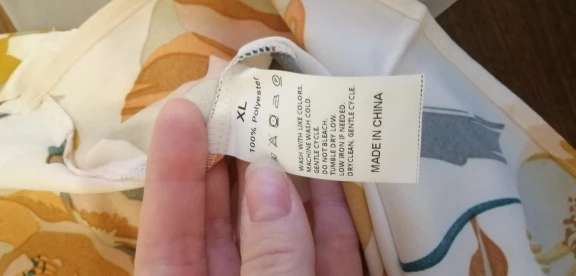 XL
100% Polyester
WASH WITH LIKE COLORS.
MACHINE WASH COLD.
GENTLE CYCLE.
DO NOT BLEACH.
TUMBLE DRY LOW.
LOW IRON IF NEEDED.
DRYCLEAN, GENTLE CYCLE.
MADE IN CHINA